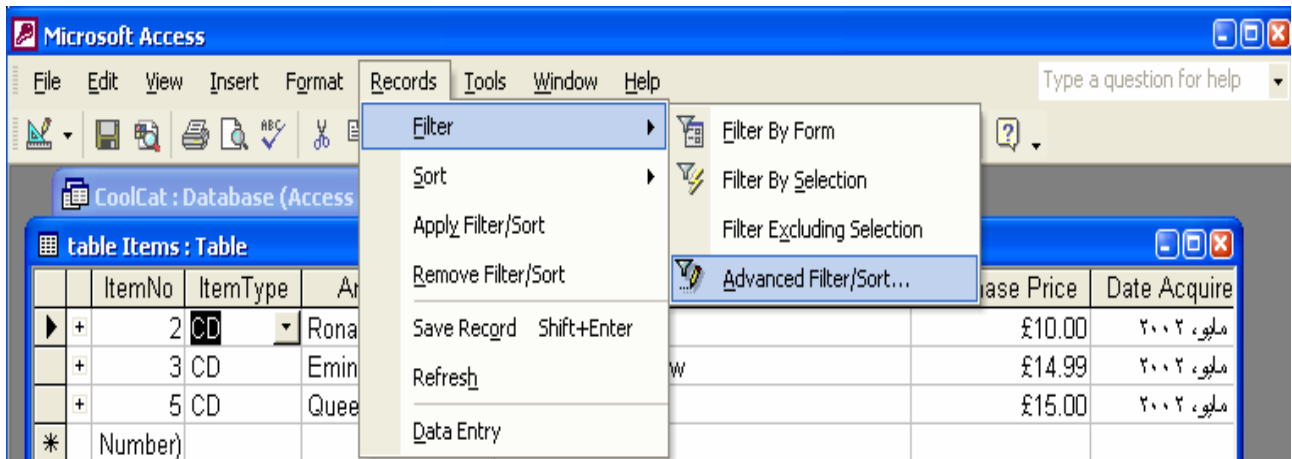 Microsoft Access
File Edit View Insert Format Records Tools Window Help Type a question for help
ABC
Filter
Sort
Apply Filter/Sort
Remove Filter/Sort
Save Record Shift+Enter
Refresh
Data Entry
Filter By Form
Filter By Selection
Filter Excluding Selection
Advanced Filter/Sort...
CoolCat : Database (Access
table Items : Table
ItemNo ItemType Ar hase Price Date Acquire
2 CD Rona £10.00 مايو، ٢٠٠٢
3 CD Emin w £14.99 مايو، ٢٠٠٢
5 CD Quee £15.00 مايو، ٢٠٠٢
Number)